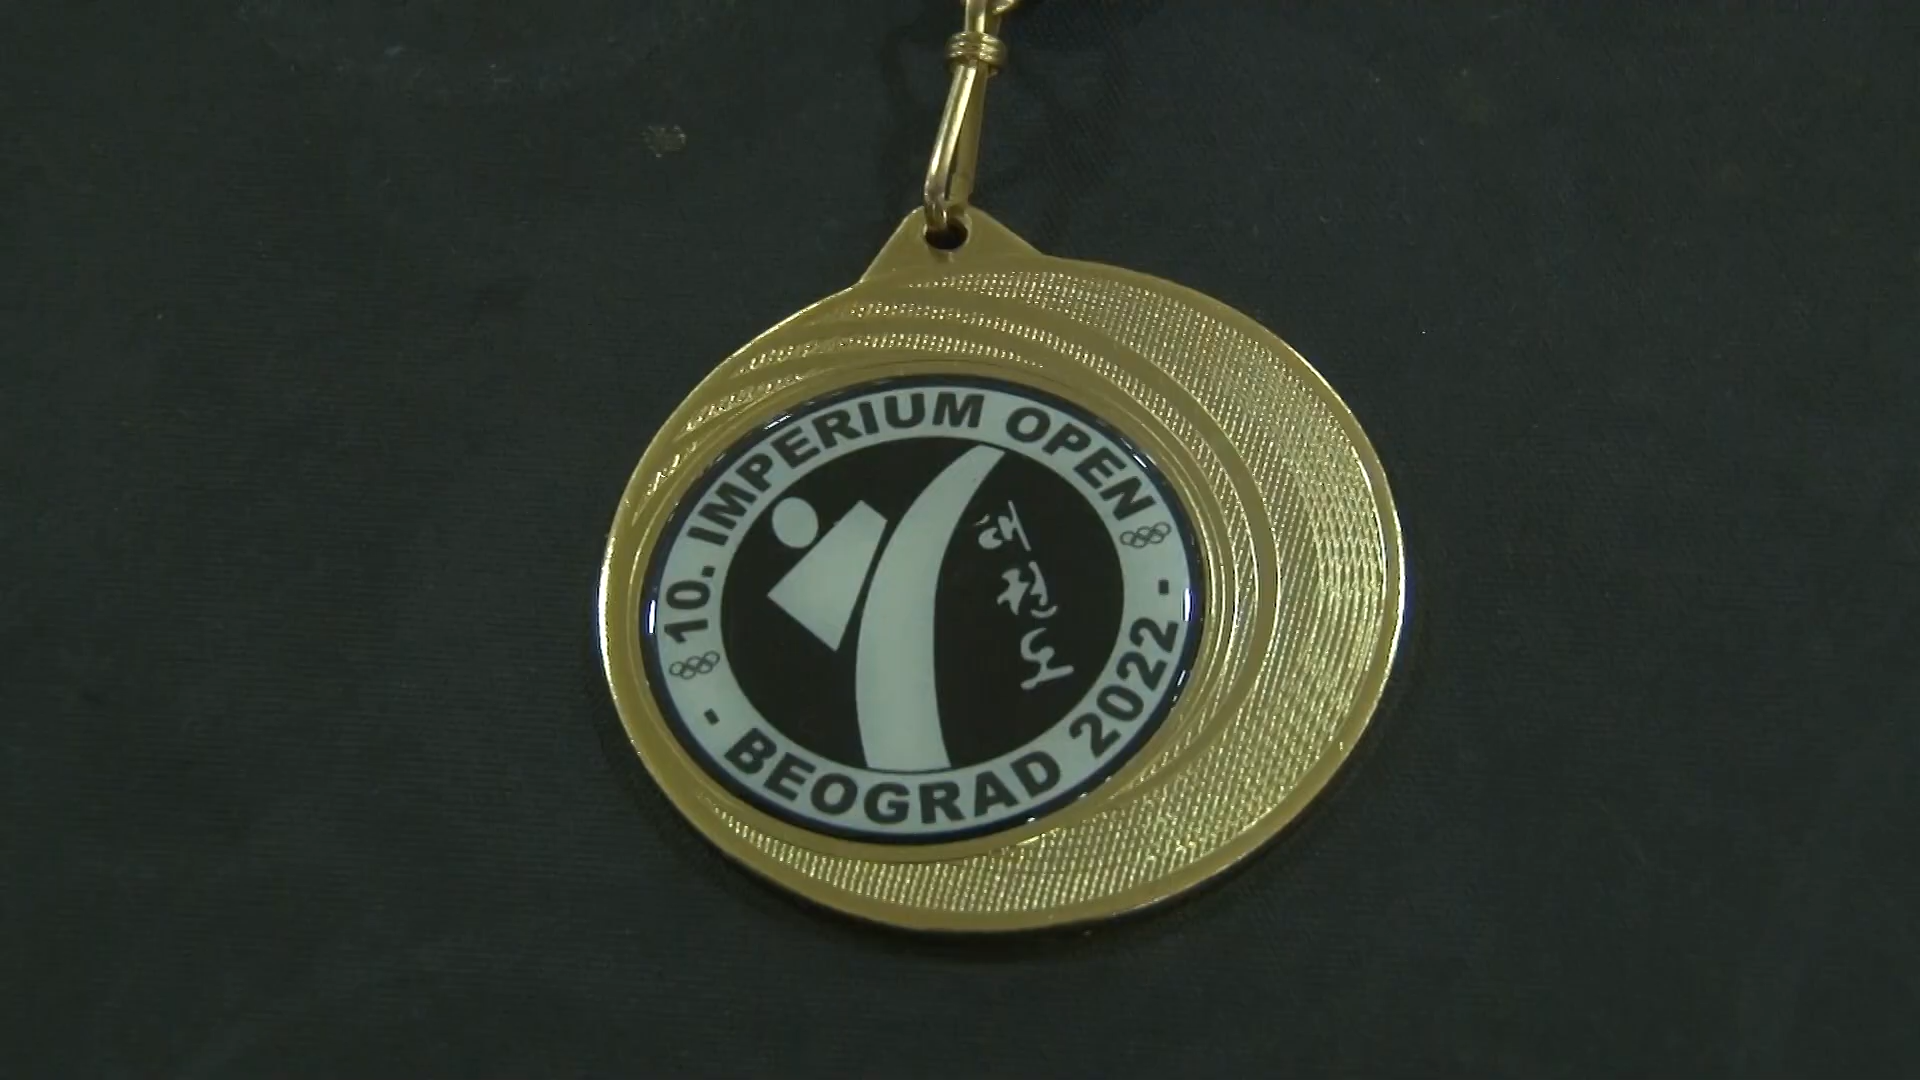 10. IMPERIUM OPEN
태권도
- BEOGRAD 2022 -